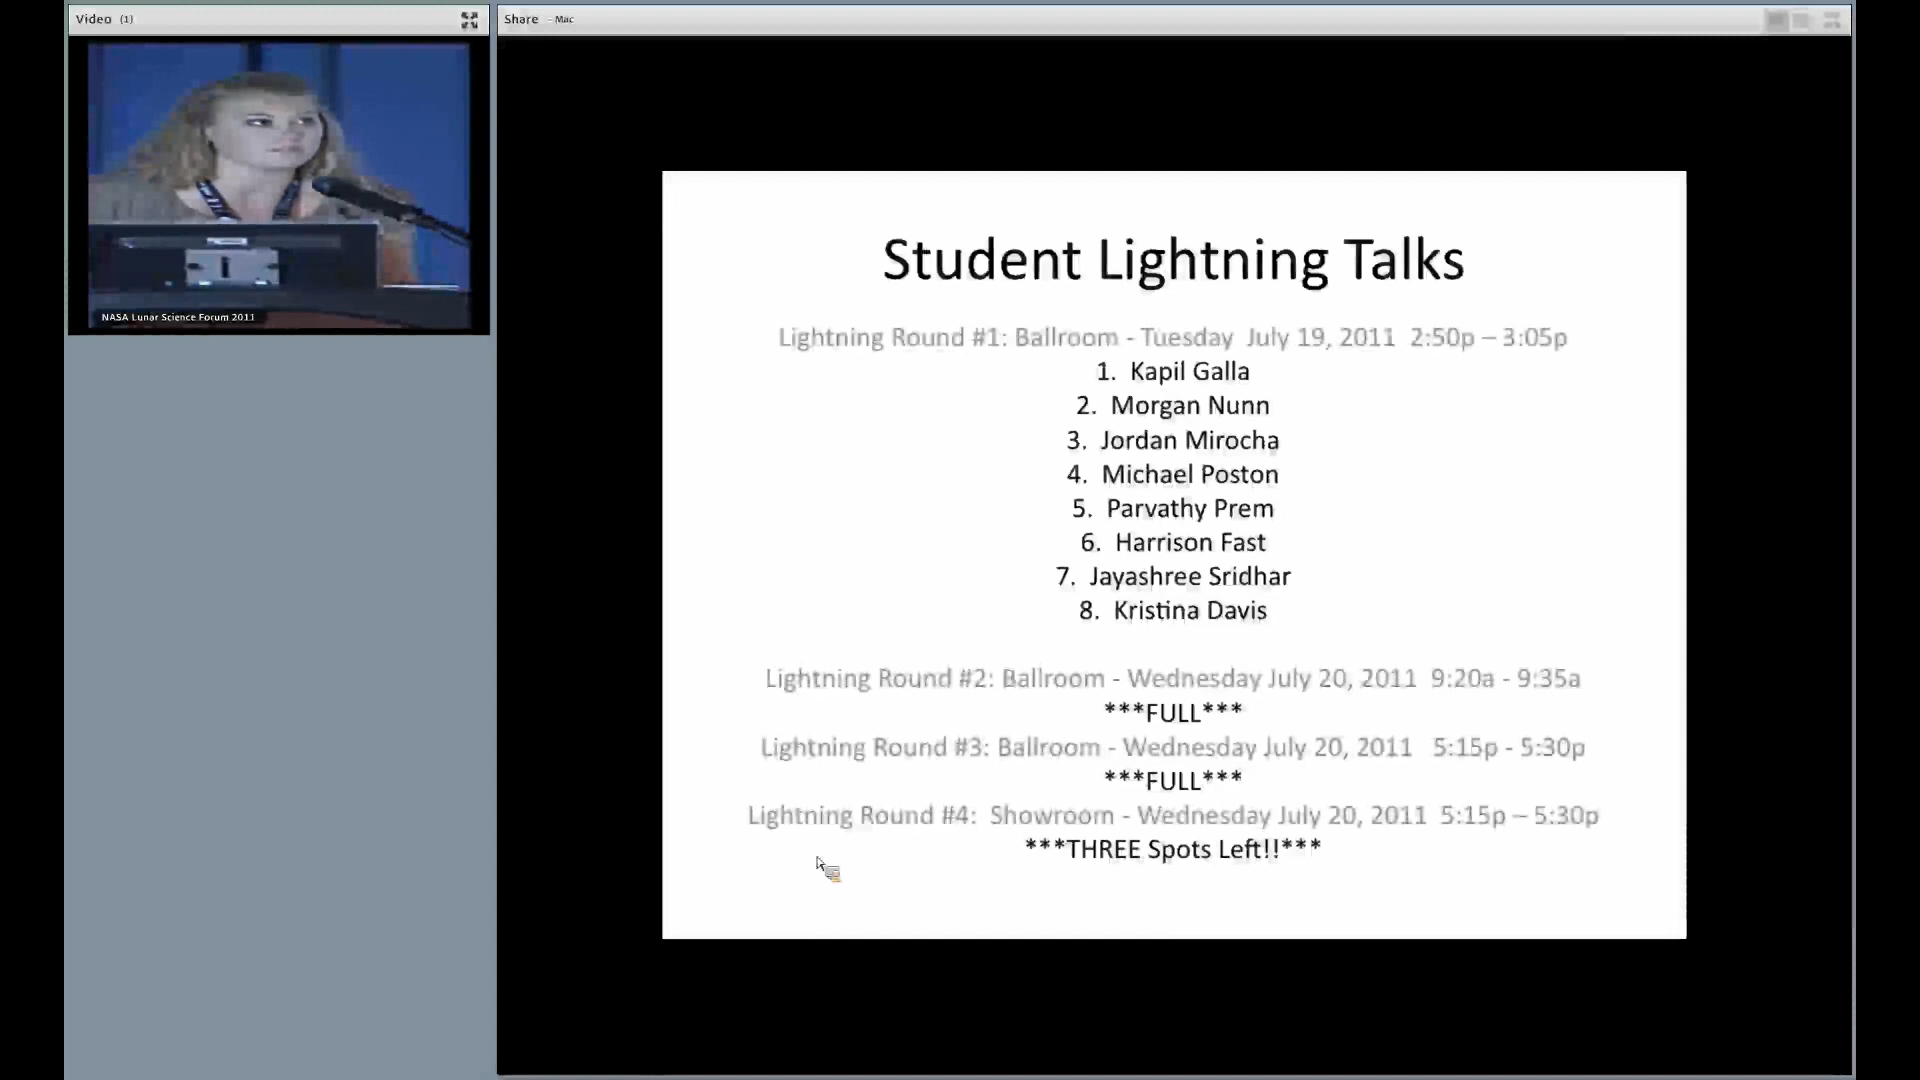 Video (1)
Share - Mac
NASA Lunar Science Forum 2011
Student Lightning Talks
Lightning Round #1: Ballroom - Tuesday July 19, 2011 2:50p – 3:05p
1. Kapil Galla
2. Morgan Nunn
3. Jordan Mirocha
4. Michael Poston
5. Parvathy Prem
6. Harrison Fast
7. Jayashree Sridhar
8. Kristina Davis
Lightning Round #2: Ballroom - Wednesday July 20, 2011 9:20a - 9:35a
***FULL***
Lightning Round #3: Ballroom - Wednesday July 20, 2011 5:15p - 5:30p
***FULL***
Lightning Round #4: Showroom - Wednesday July 20, 2011 5:15p – 5:30p
***THREE Spots Left!!***